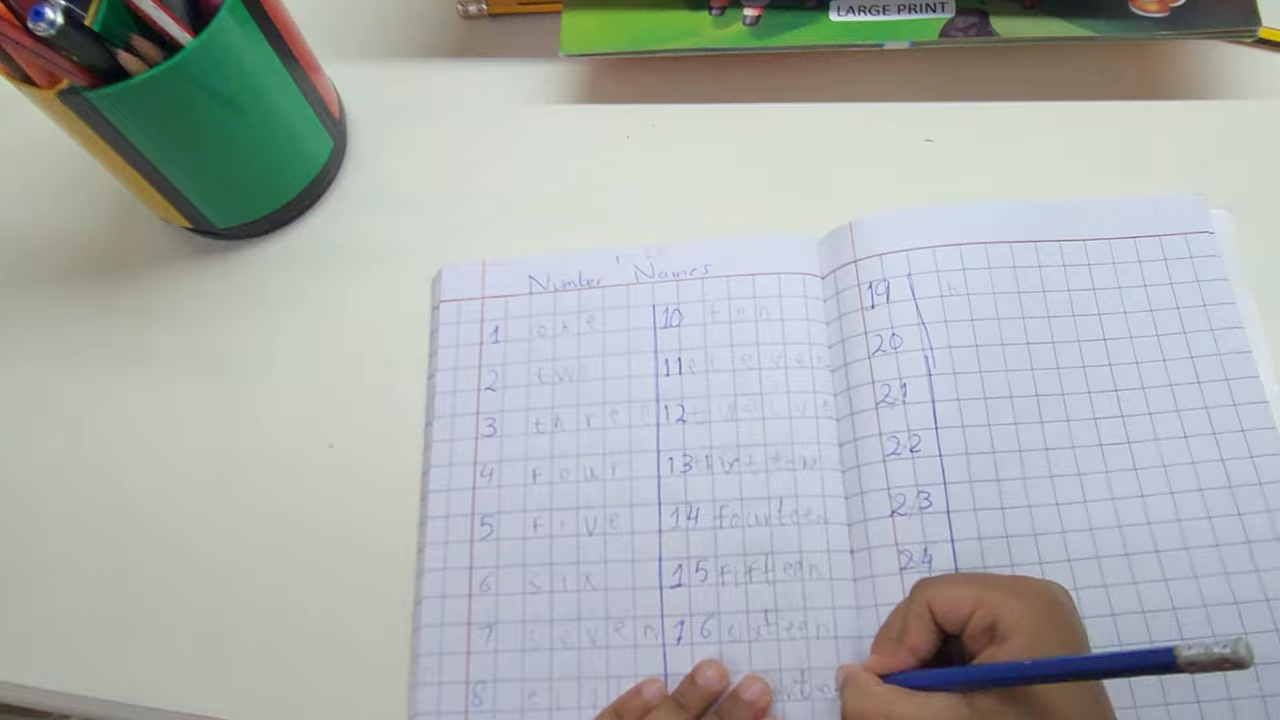 LARGE PRINT
Number Names
1 one
2 two
3 three
4 four
5 five
6 six
7 seven
8
10 ten
11 eleven
12 twelve
13
14 fourteen
15 fifteen
16 sixteen
19
20
21
22
23
24